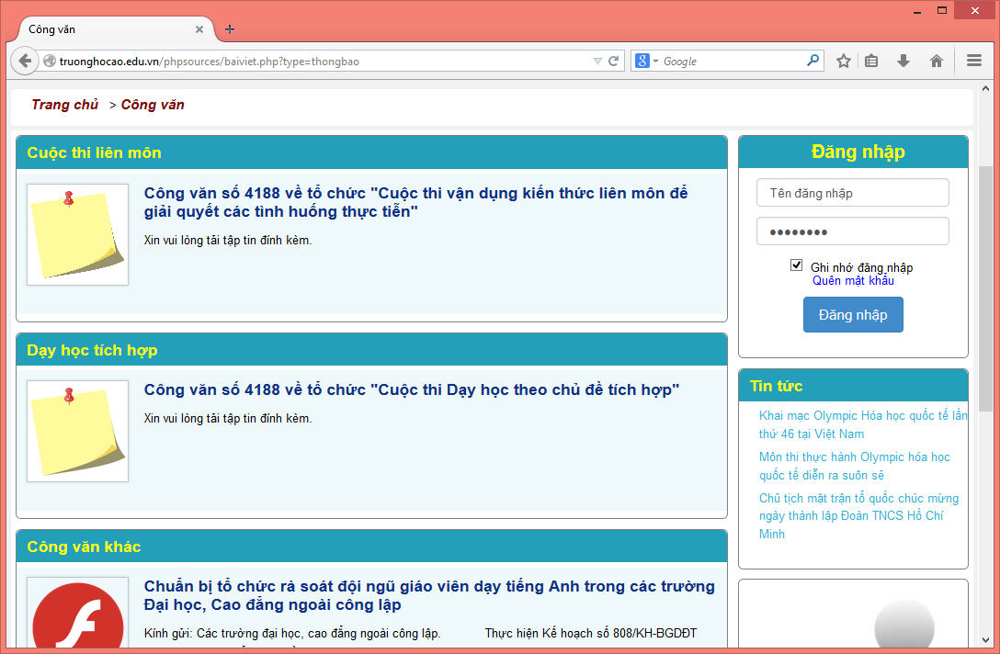 Công văn
truonghocao.edu.vn/phpsources/baiviet.php?type=thongbao
Google
Trang chủ > Công văn
Cuộc thi liên môn
Công văn số 4188 về tổ chức "Cuộc thi vận dụng kiến thức liên môn để
giải quyết các tình huống thực tiễn"
Xin vui lòng tải tập tin đính kèm.
Dạy học tích hợp
Công văn số 4188 về tổ chức "Cuộc thi Dạy học theo chủ đề tích hợp"
Xin vui lòng tải tập tin đính kèm.
Công văn khác
Chuẩn bị tổ chức rà soát đội ngũ giáo viên dạy tiếng Anh trong các trường
Đại học, Cao đẳng ngoài công lập
Kính gửi: Các trường đại học, cao đẳng ngoài công lập. Thực hiện Kế hoạch số 808/KH-BGDĐT
Đăng nhập
Tên đăng nhập
Ghi nhớ đăng nhập
Quên mật khẩu
Đăng nhập
Tin tức
Khai mạc Olympic Hóa học quốc tế lần
thứ 46 tại Việt Nam
Môn thi thực hành Olympic hóa học
quốc tế diễn ra suôn sẽ
Chủ tịch mặt trận tổ quốc chúc mừng
ngày thành lập Đoàn TNCS Hồ Chí
Minh